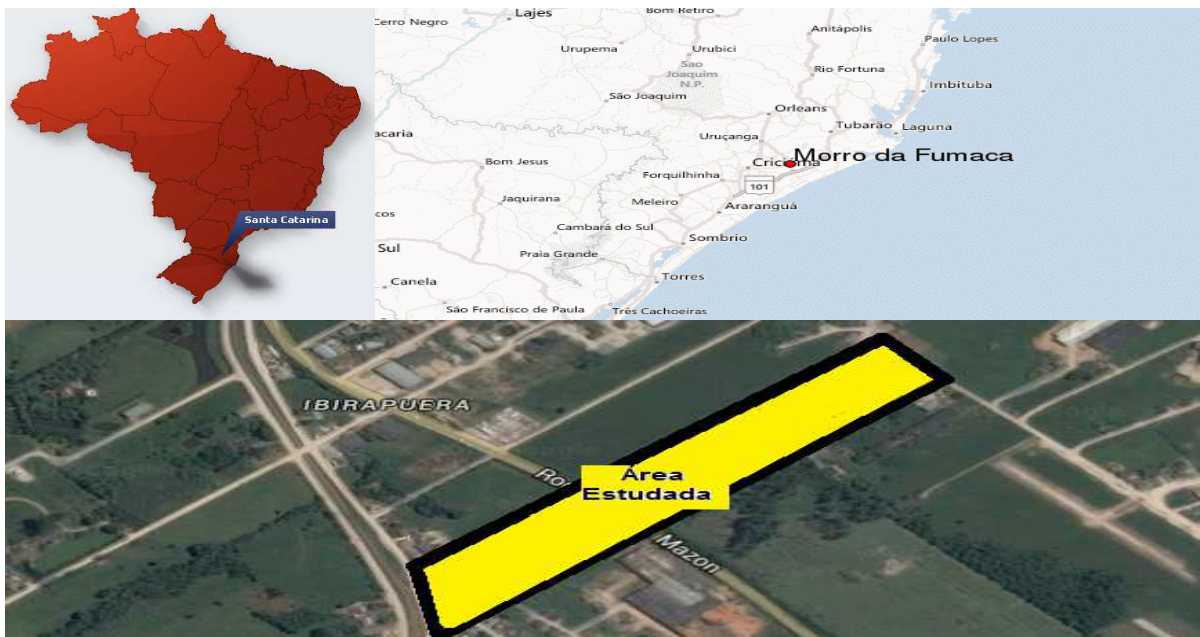 Santa Catarina
Cerro Negro
Lajes
Bom Retiro
Anitápolis
Paulo Lopes
Urupema
Urubici
Sao
Joaquim
N.P.
Rio Fortuna
Imbituba
São Joaquim
Orleans
acaria
Uruçanga
Tubarão
Laguna
Bom Jesus
Criciúma
Morro da Fumaca
Forquilhinha
101
Jaquirana
Meleiro
Araranguá
cos
Cambará do Sul
Sombrio
Sul
Praia Grande
Canela
Torres
São Francisco de Paula
Três Cachoeiras
IBIRAPUERA
Área
Estudada
Mazon